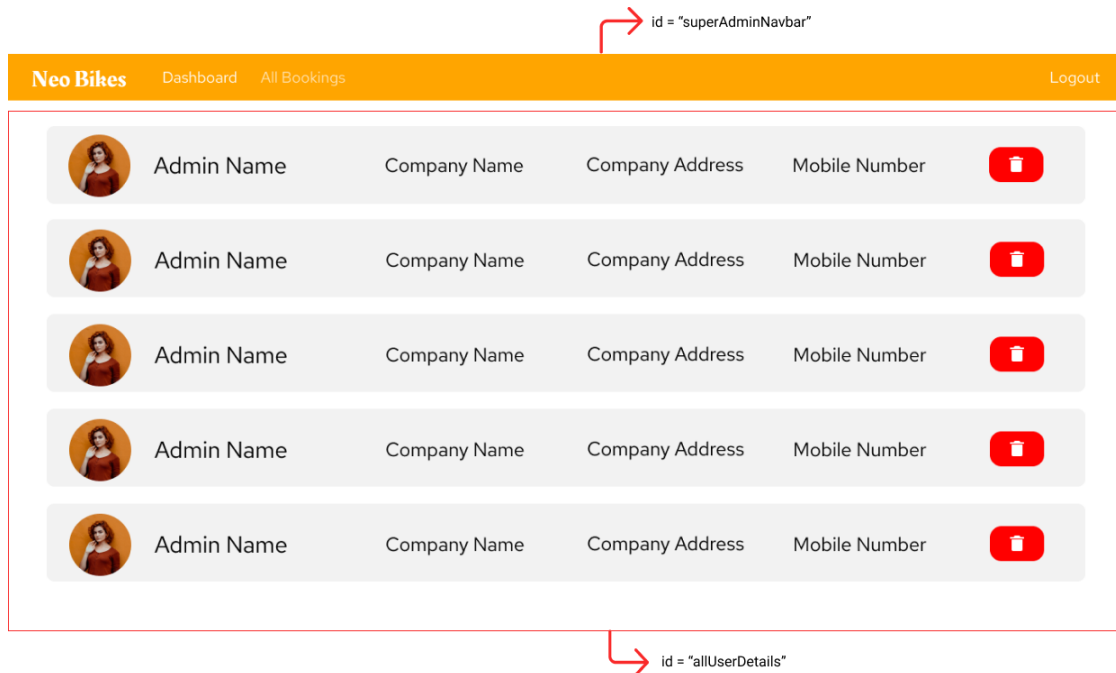 id = “superAdminNavbar”
Neo Bikes Dashboard All Bookings Logout
Admin Name Company Name Company Address Mobile Number
Admin Name Company Name Company Address Mobile Number
Admin Name Company Name Company Address Mobile Number
Admin Name Company Name Company Address Mobile Number
Admin Name Company Name Company Address Mobile Number
id = “allUserDetails”